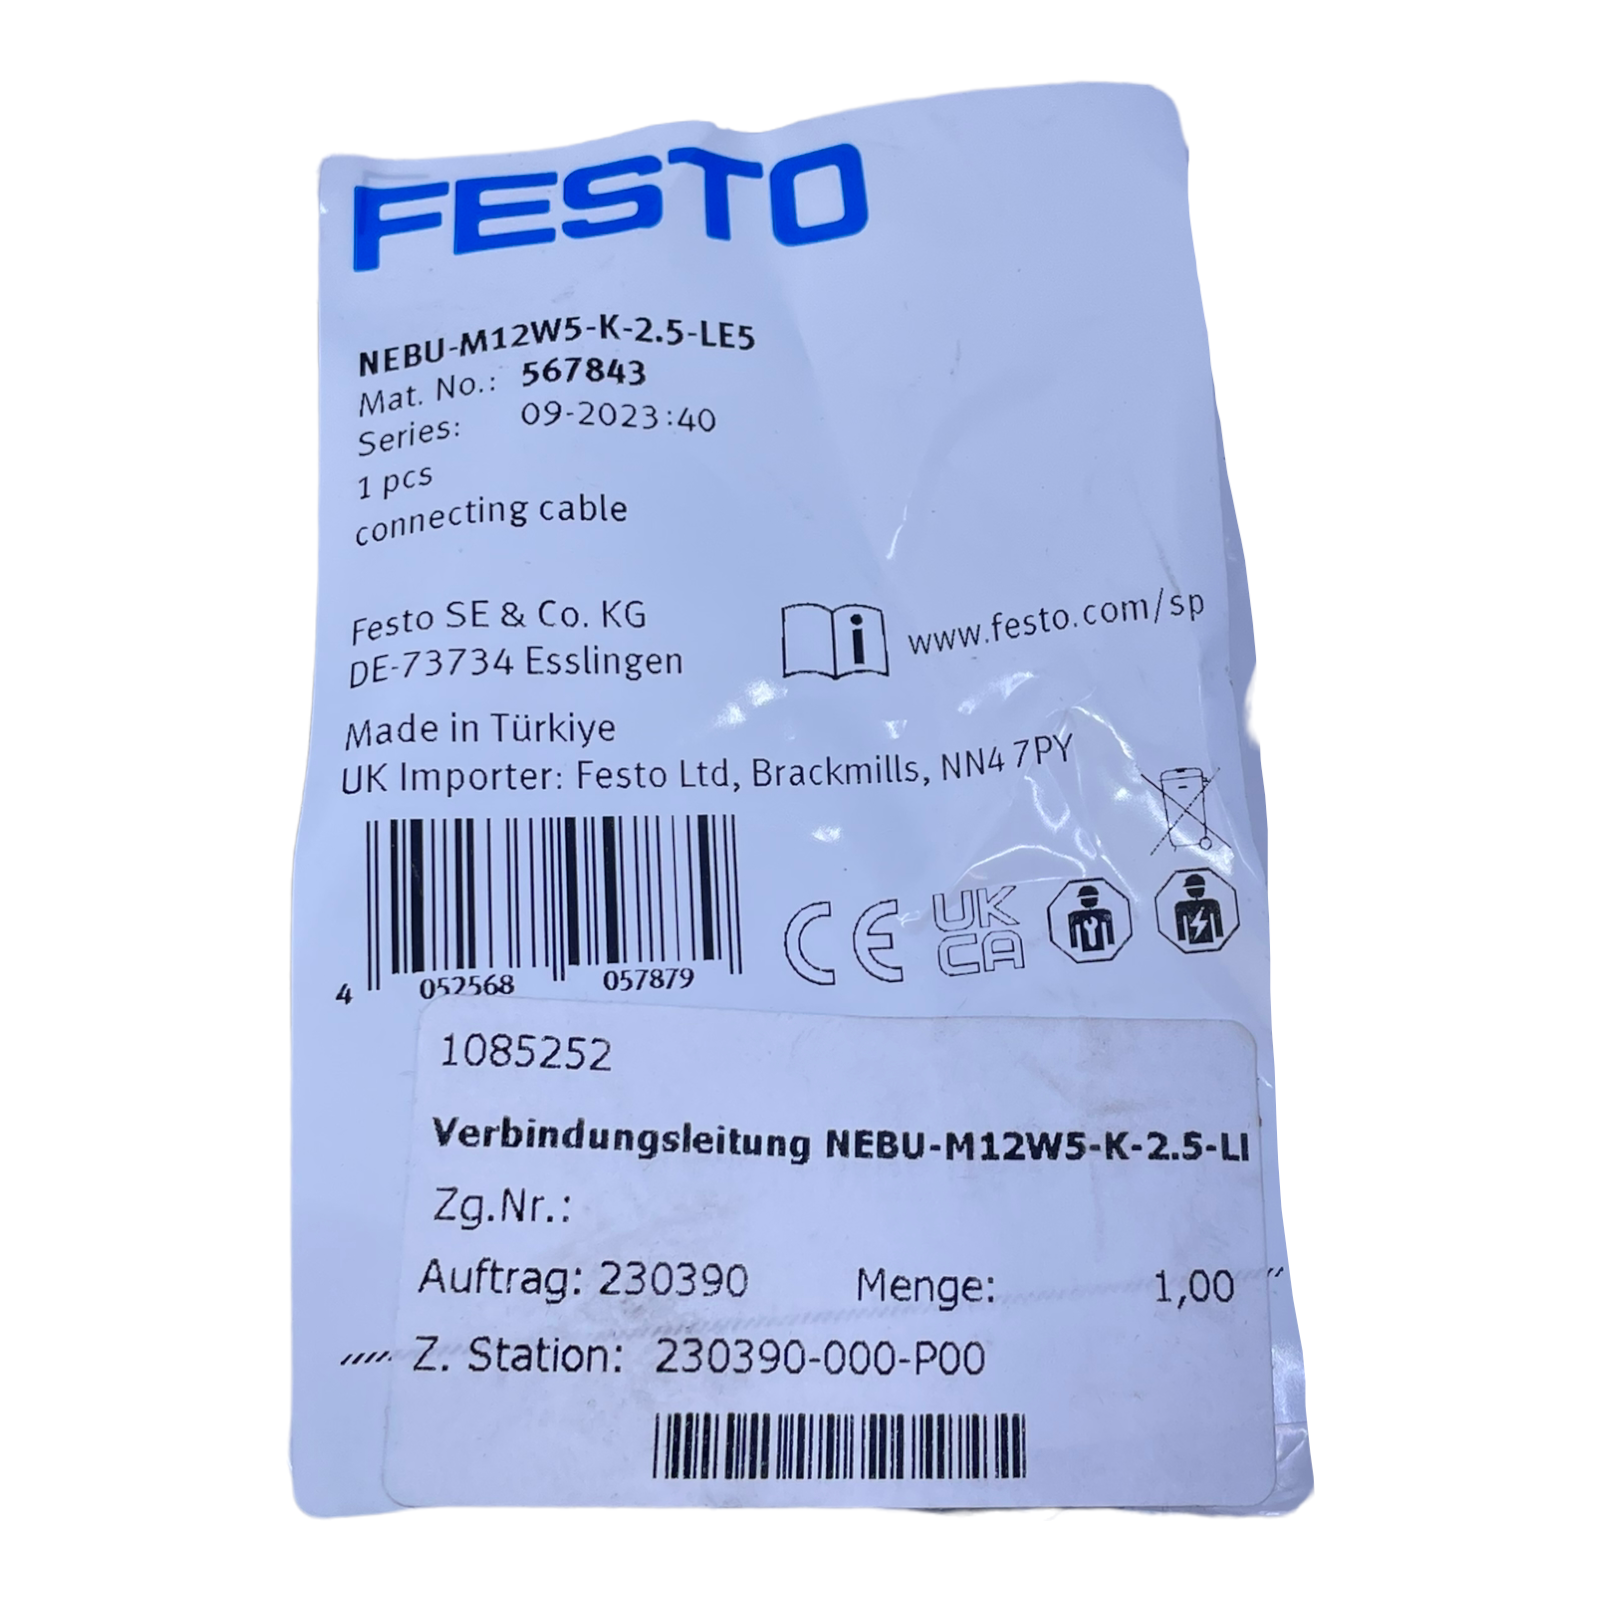 FESTO
NEBU-M12W5-K-2.5-LE5
Mat. No.: 567843
Series: 09-2023:40
1 pcs
connecting cable
Festo SE & Co. KG
DE-73734 Esslingen
www.festo.com/sp
Made in Türkiye
UK Importer: Festo Ltd, Brackmills, NN4 7PY
CE UK CA
4 052568 057879
1085252
Verbindungsleitung NEBU-M12W5-K-2.5-LI
Zg.Nr.:
Auftrag: 230390 Menge: 1,00
Z. Station: 230390-000-P00